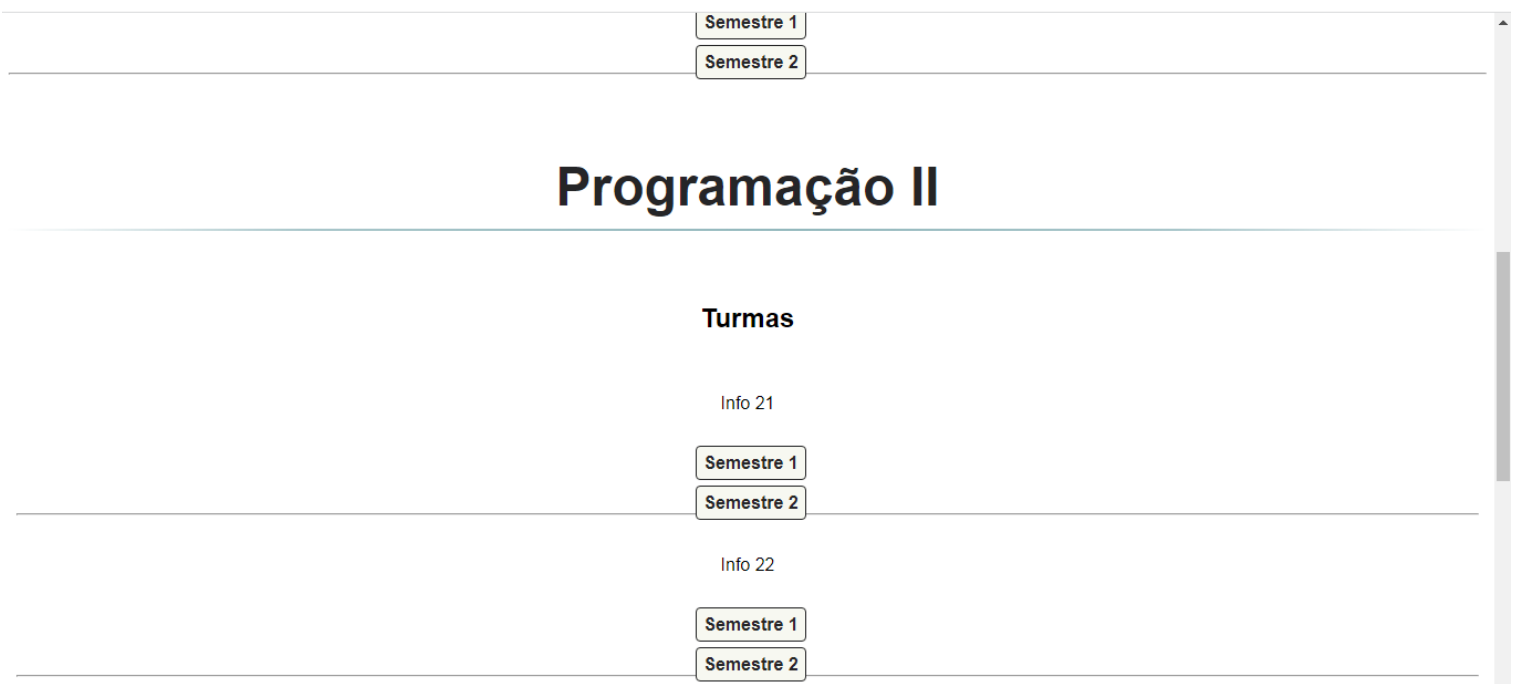 Semestre 1
Semestre 2
Programação II
Turmas
Info 21
Semestre 1
Semestre 2
Info 22
Semestre 1
Semestre 2